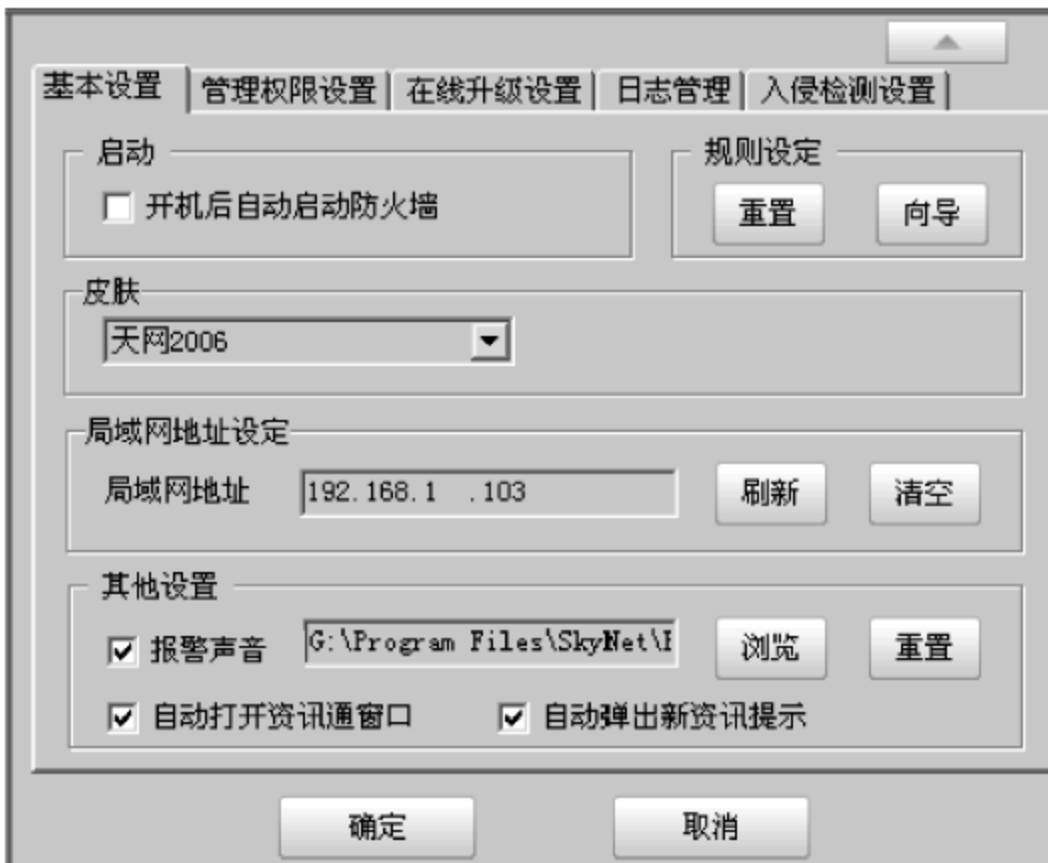 基本设置 管理权限设置 在线升级设置 日志管理 入侵检测设置
启动 规则设定
开机后自动启动防火墙 重置 向导
皮肤
天网2006
局域网地址设定
局域网地址 192.168.1 .103 刷新 清空
其他设置
报警声音 G:\Program Files\SkyNet\ 浏览 重置
自动打开资讯通窗口 自动弹出新资讯提示
确定 取消